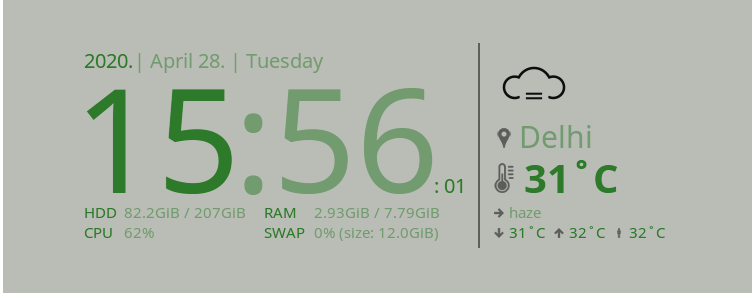 2020. | April 28. | Tuesday
15:56 : 01
HDD 82.2GiB / 207GiB RAM 2.93GiB / 7.79GiB
CPU 62% SWAP 0% (size: 12.0GiB)
Delhi
31°C
haze
31°C 32°C 32°C